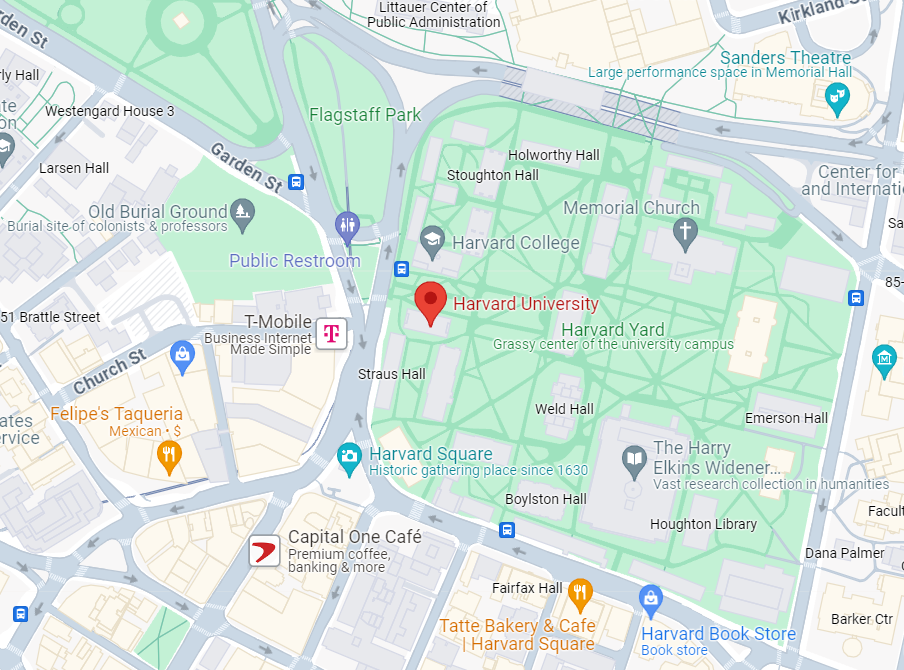 Littauer Center of
Public Administration
Kirkland St
Sanders Theatre
Large performance space in Memorial Hall
rden St
rly Hall
Westengard House 3
Flagstaff Park
Garden St
Larsen Hall
Holworthy Hall
Stoughton Hall
Center for
and Internatio
Old Burial Ground
Burial site of colonists & professors
Memorial Church
Harvard College
Public Restroom
85-
Harvard University
51 Brattle Street
T-Mobile
Business Internet
Made Simple
T
Harvard Yard
Grassy center of the university campus
Church St
Straus Hall
Felipe's Taqueria
Mexican • $
ates
ervice
Weld Hall
Emerson Hall
Harvard Square
Historic gathering place since 1630
The Harry
Elkins Widener...
Vast research collection in humanities
Boylston Hall
Houghton Library
Facult
Capital One Café
Premium coffee,
banking & more
Dana Palmer
Fairfax Hall
Tatte Bakery & Cafe
| Harvard Square
Harvard Book Store
Book store
Barker Ctr